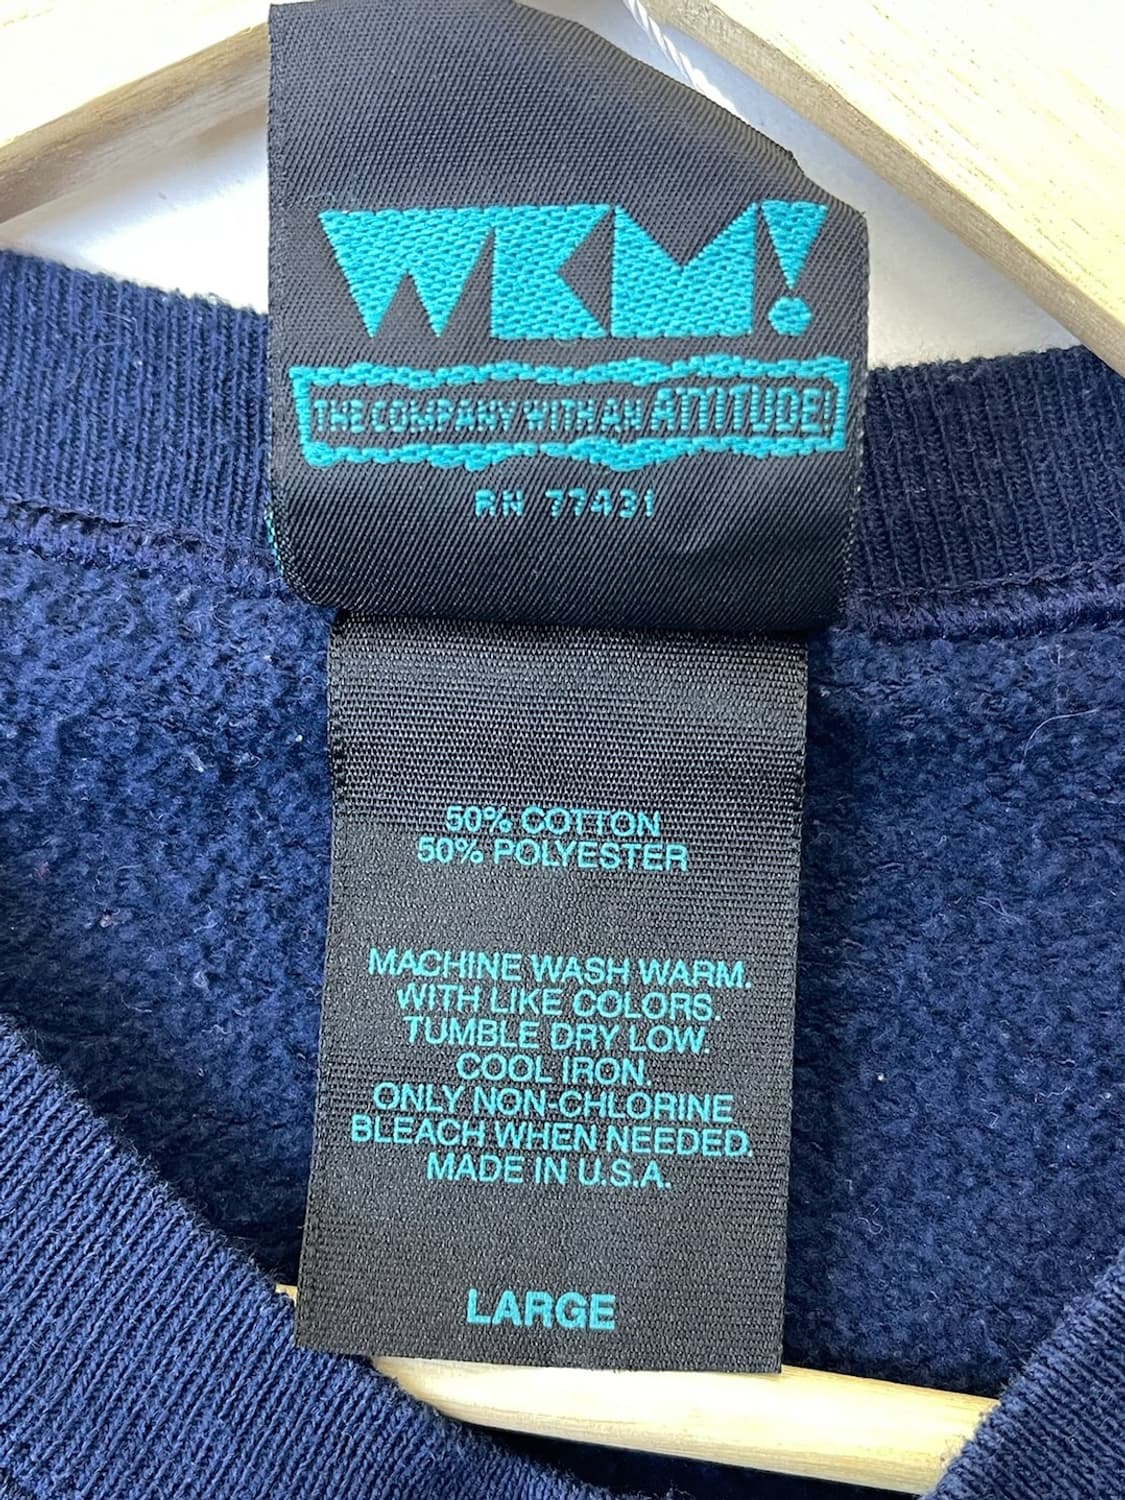 WKM!
THE COMPANY WITH AN ATTITUDE!
RN 77431
50% COTTON
50% POLYESTER
MACHINE WASH WARM.
WITH LIKE COLORS.
TUMBLE DRY LOW.
COOL IRON.
ONLY NON-CHLORINE
BLEACH WHEN NEEDED.
MADE IN U.S.A.
LARGE